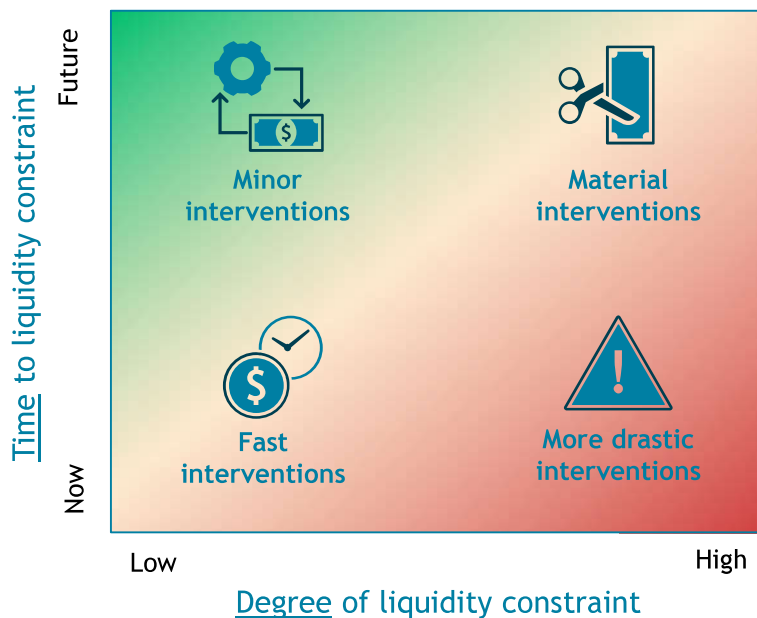 Time to liquidity constraint
Future
Now
$
Minor
interventions
Material
interventions
$
Fast
interventions
!
More drastic
interventions
Low
High
Degree of liquidity constraint